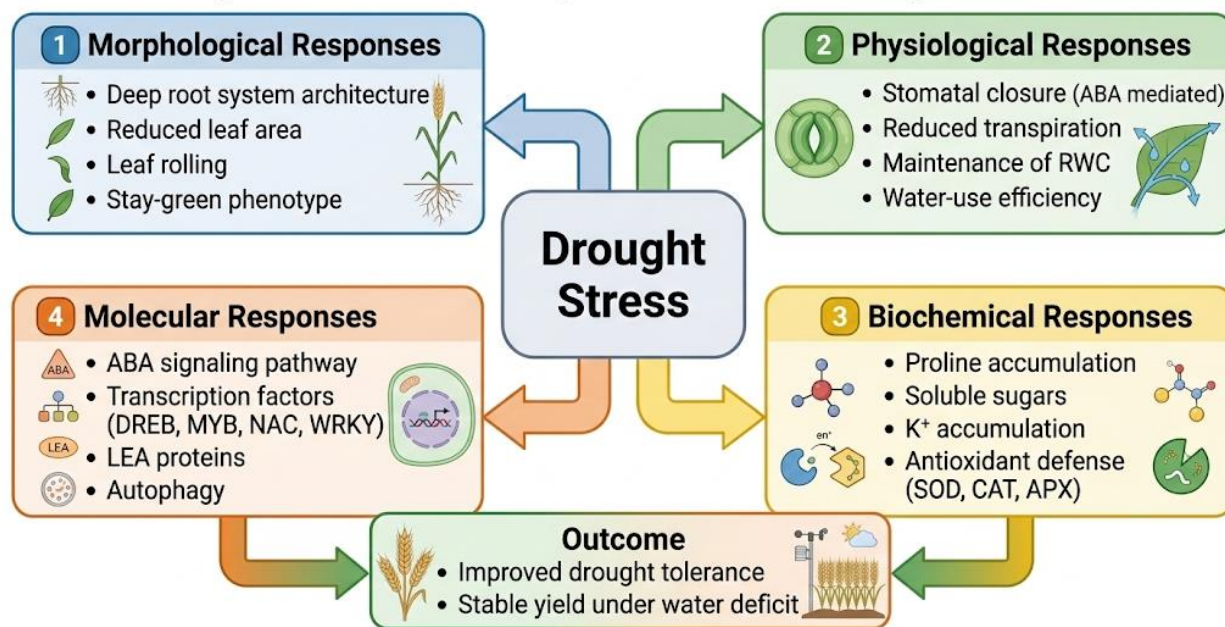 1 Morphological Responses
• Deep root system architecture
• Reduced leaf area
• Leaf rolling
• Stay-green phenotype
2 Physiological Responses
• Stomatal closure (ABA mediated)
• Reduced transpiration
• Maintenance of RWC
• Water-use efficiency
Drought
Stress
4 Molecular Responses
ABA
• ABA signaling pathway
• Transcription factors
(DREB, MYB, NAC, WRKY)
LEA
• LEA proteins
• Autophagy
3 Biochemical Responses
• Proline accumulation
• Soluble sugars
• K⁺ accumulation
en⁺
• Antioxidant defense
(SOD, CAT, APX)
Outcome
• Improved drought tolerance
• Stable yield under water deficit